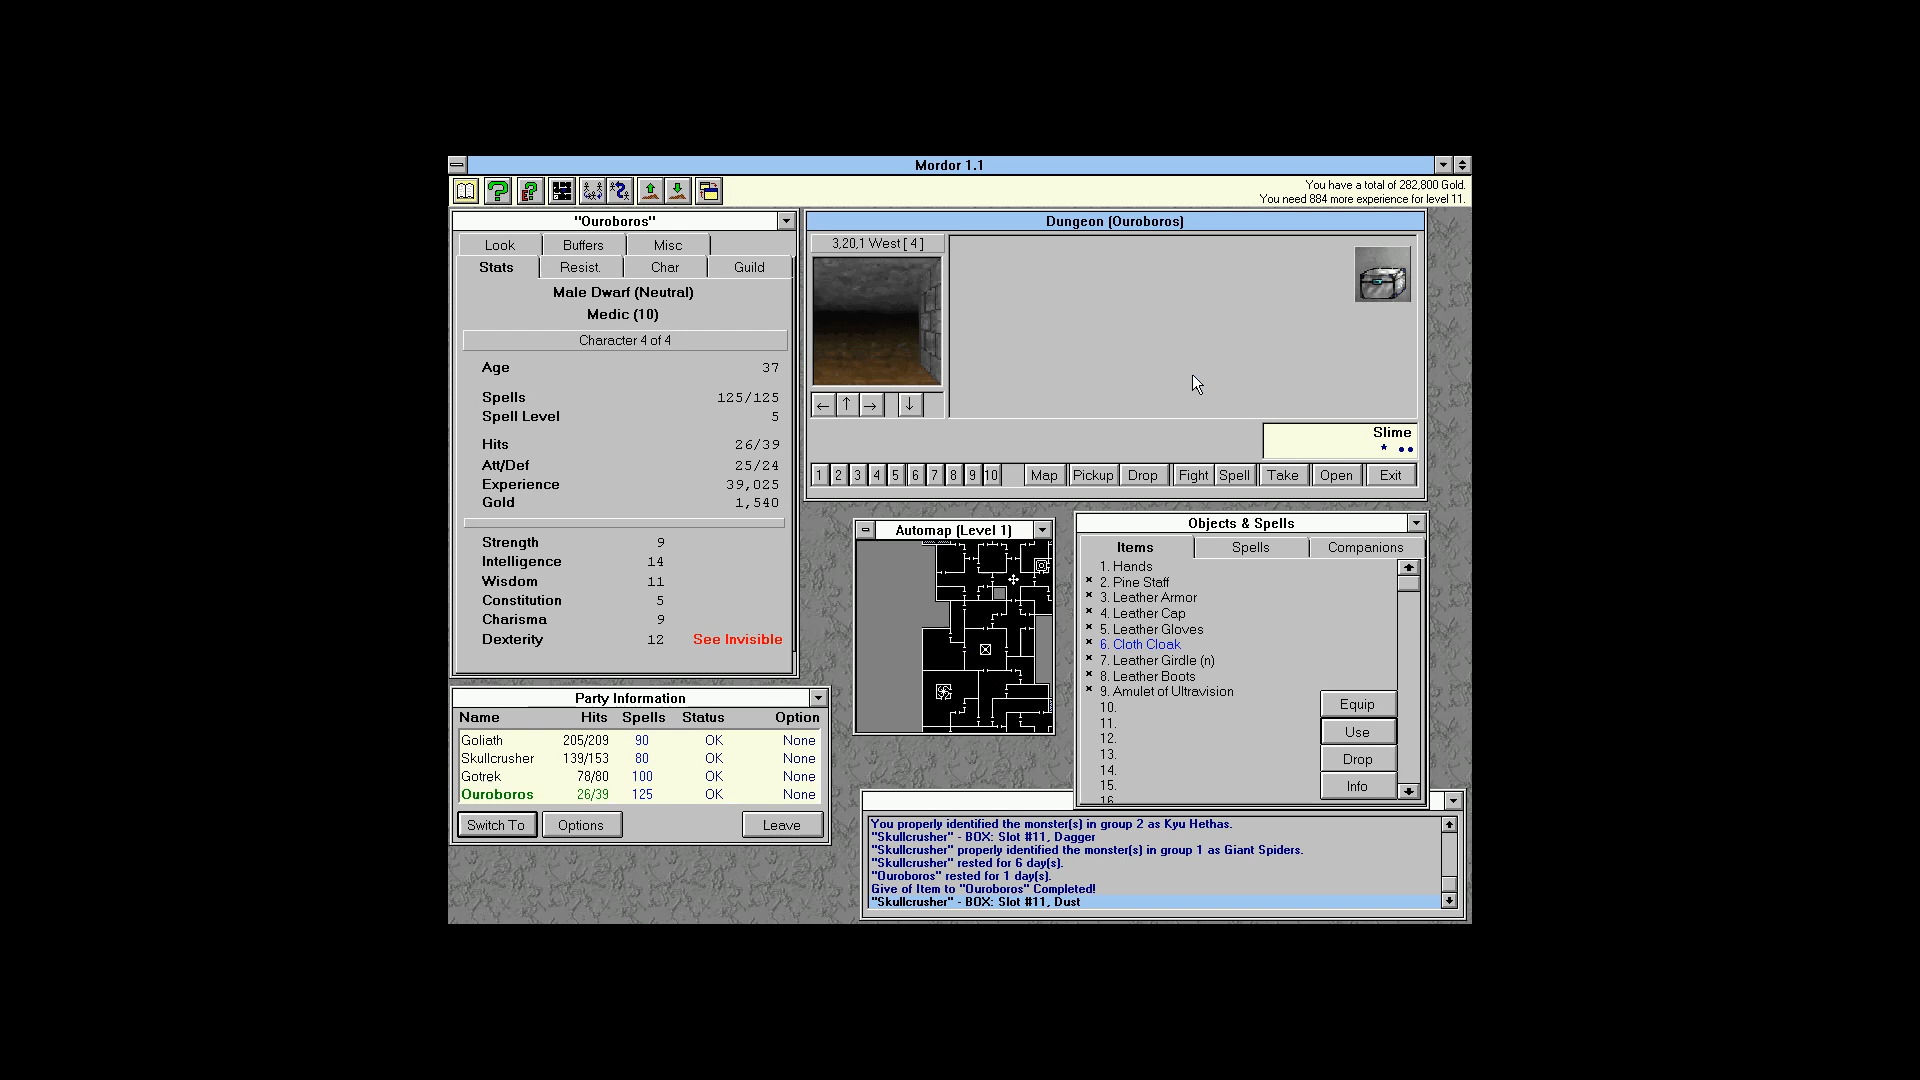 Mordor 1.1
You have a total of 282,800 Gold.
You need 884 more experience for level 11.
"Ouroboros"
Look Buffers Misc
Stats Resist. Char Guild
Male Dwarf (Neutral)
Medic (10)
Character 4 of 4
Age 37
Spells 125/125
Spell Level 5
Hits 26/39
Att/Def 25/24
Experience 39,025
Gold 1,540
Strength 9
Intelligence 14
Wisdom 11
Constitution 5
Charisma 9
Dexterity 12 See Invisible
Party Information
Name Hits Spells Status Option
Goliath 205/209 90 OK None
Skullcrusher 139/153 80 OK None
Gotrek 78/80 100 OK None
Ouroboros 26/39 125 OK None
Switch To Options Leave
Dungeon (Ouroboros)
3,20,1 West [ 4 ]
Slime
1 2 3 4 5 6 7 8 9 10 Map Pickup Drop Fight Spell Take Open Exit
Automap (Level 1)
Objects & Spells
Items Spells Companions
1. Hands
× 2. Pine Staff
× 3. Leather Armor
× 4. Leather Cap
× 5. Leather Gloves
× 6. Cloth Cloak
× 7. Leather Girdle (n)
× 8. Leather Boots
× 9. Amulet of Ultravision
10.
11.
12.
13.
14.
15.
16.
Equip
Use
Drop
Info
You properly identified the monster(s) in group 2 as Kyu Hethas.
"Skullcrusher" - BOX: Slot #11, Dagger
"Skullcrusher" properly identified the monster(s) in group 1 as Giant Spiders.
"Skullcrusher" rested for 6 day(s).
"Ouroboros" rested for 1 day(s).
Give of Item to "Ouroboros" Completed!
"Skullcrusher" - BOX: Slot #11, Dust